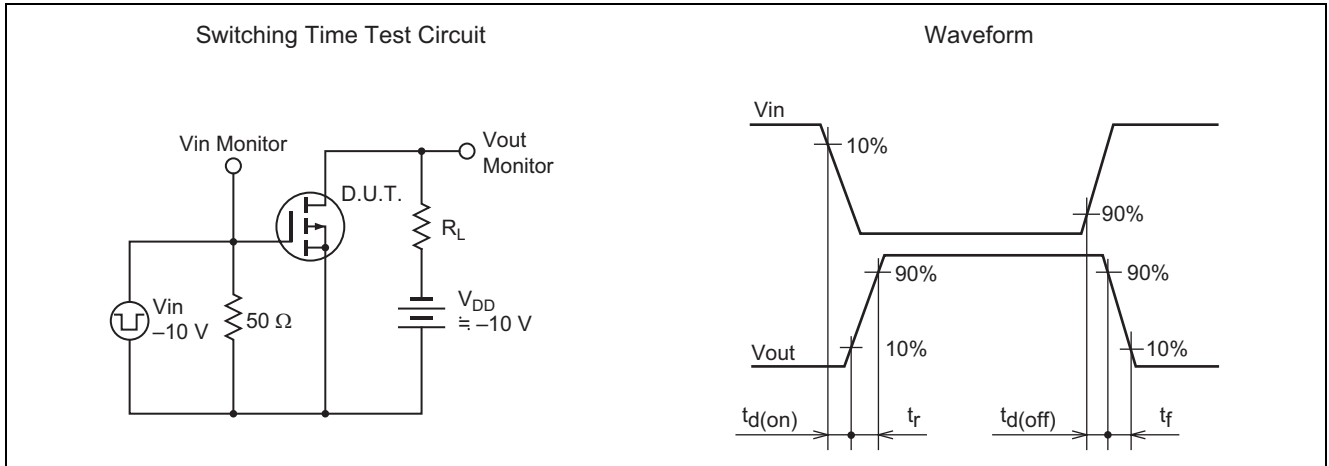 Switching Time Test Circuit
Vin Monitor
D.U.T.
Vout
Monitor
RL
Vin
–10 V
50 Ω
VDD
≒ –10 V
Waveform
Vin
10%
90%
90%
90%
Vout
10%
10%
td(on)
tr
td(off)
tf